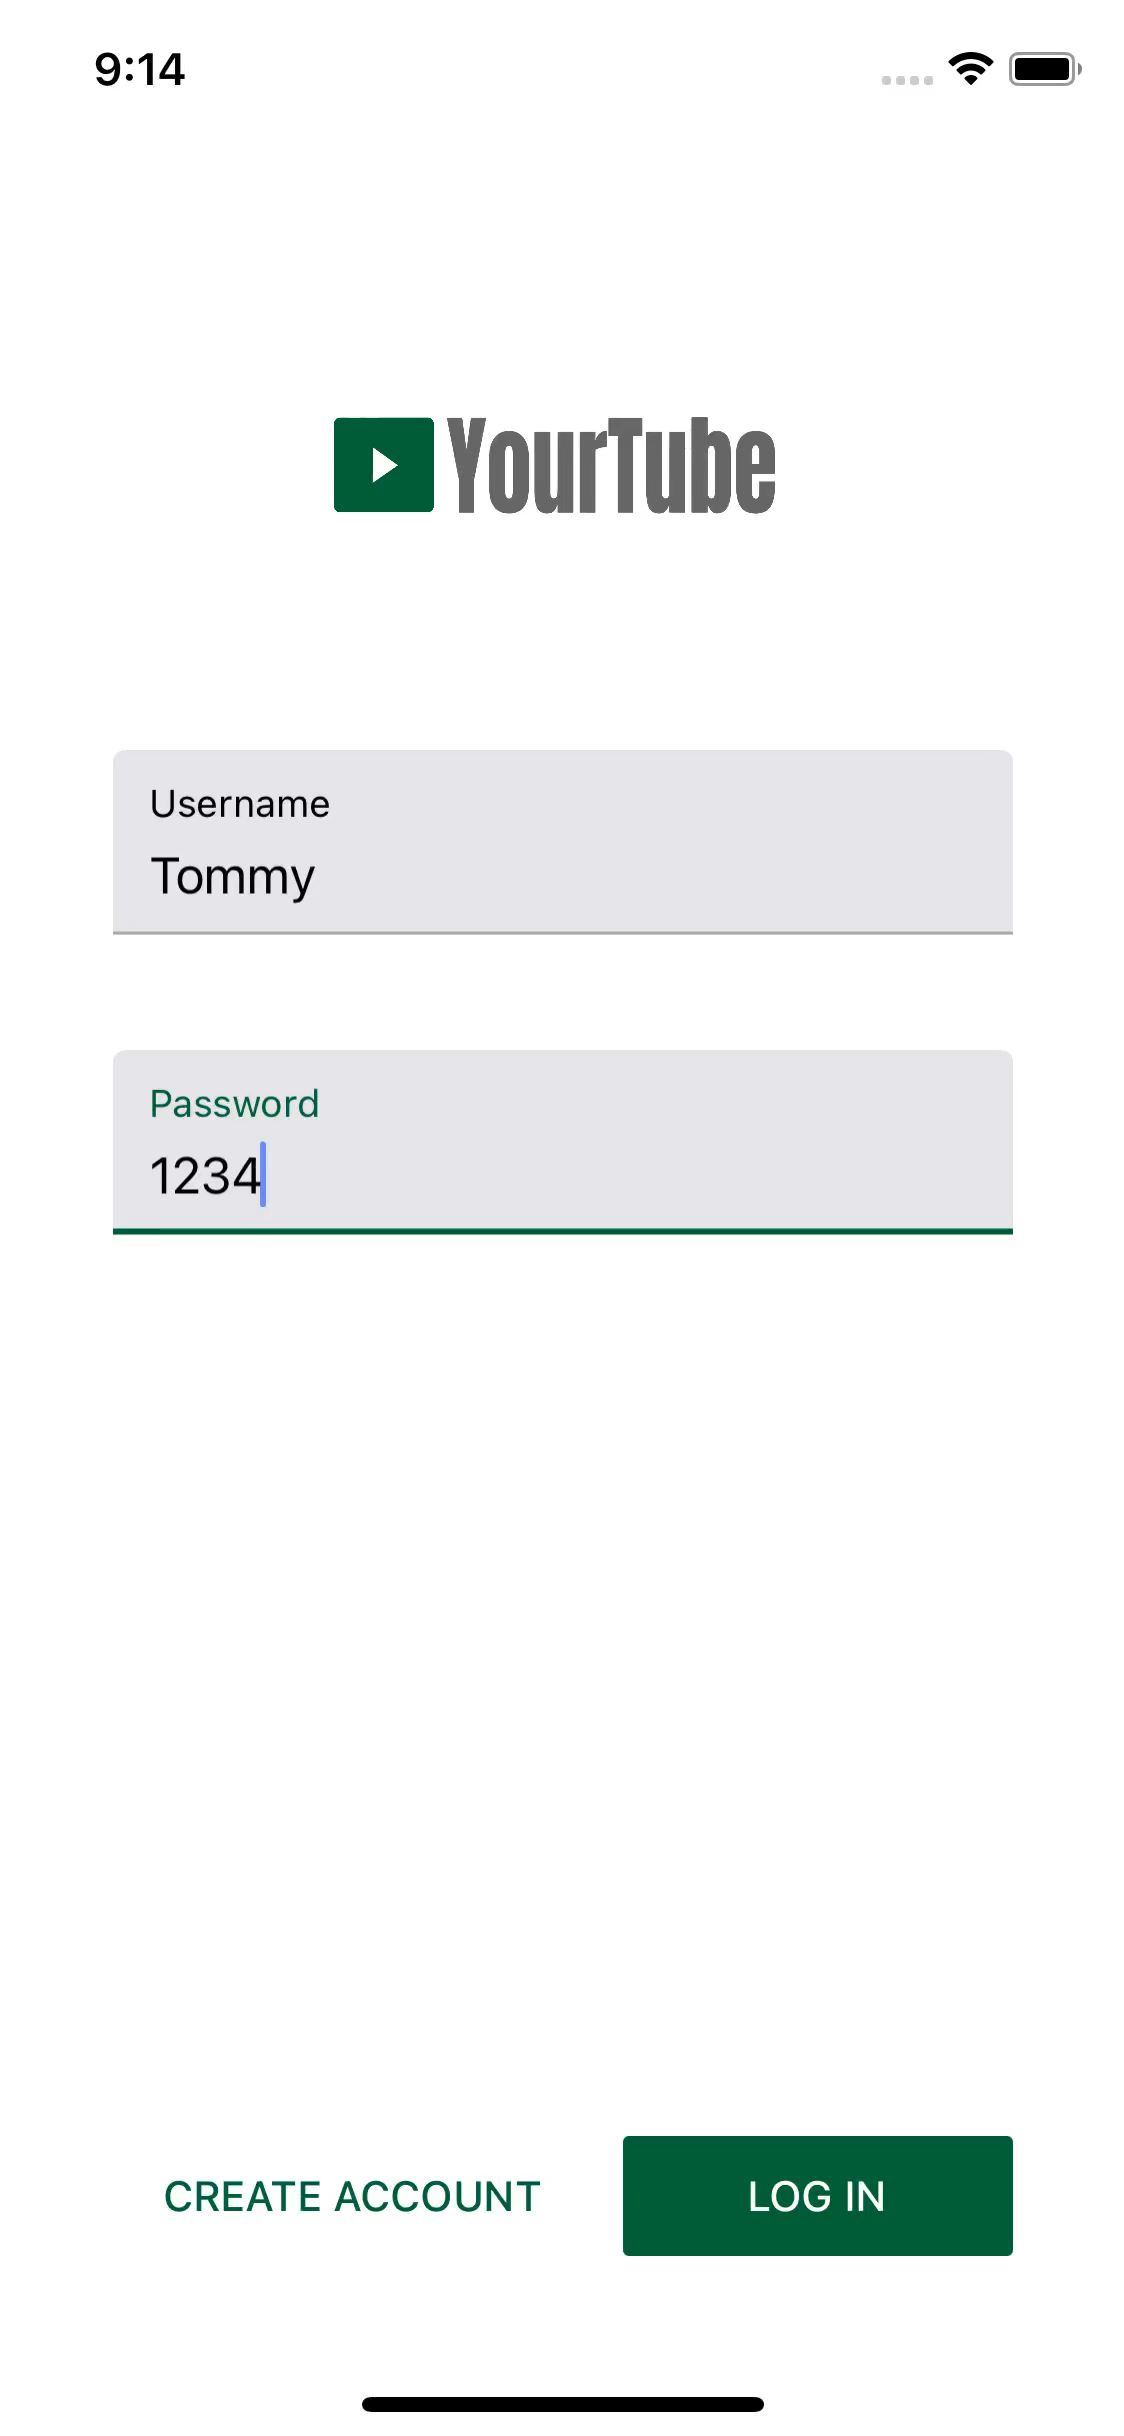 9:14
YourTube
Username
Tommy
Password
1234
CREATE ACCOUNT
LOG IN